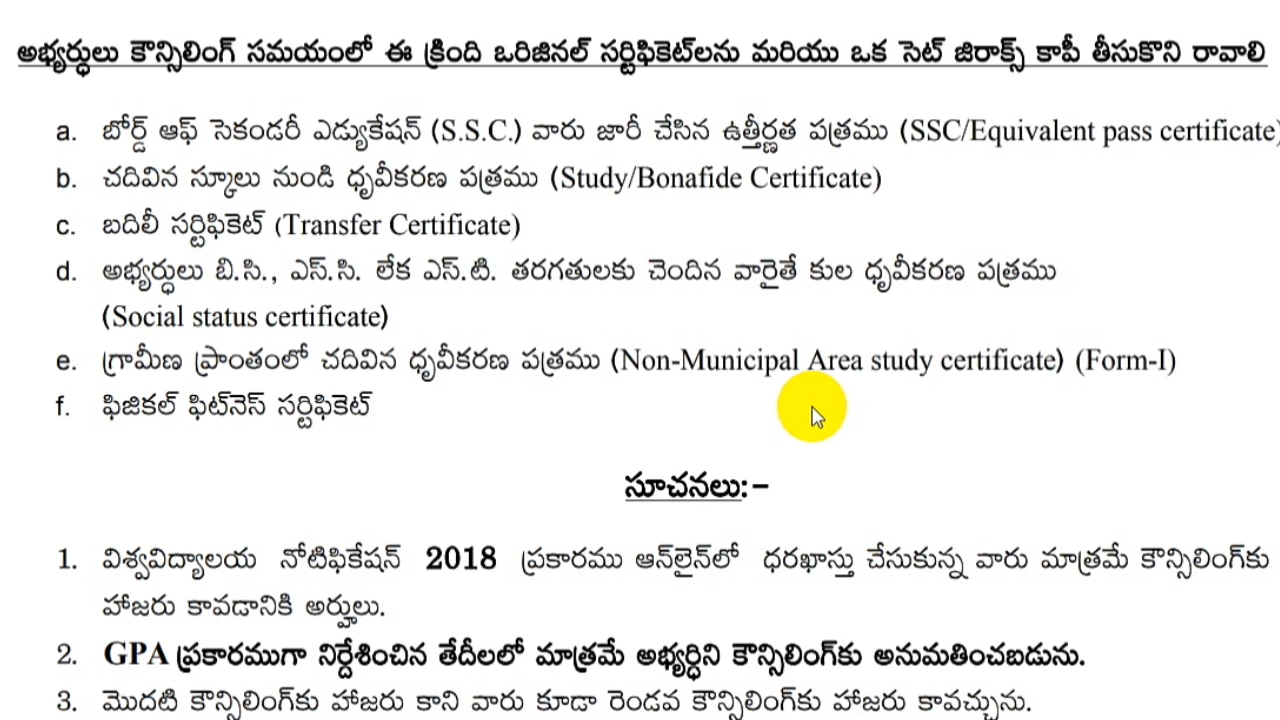 అభ్యర్థులు కౌన్సిలింగ్ సమయంలో ఈ క్రింది ఒరిజినల్ సర్టిఫికెట్‌లను మరియు ఒక సెట్ జిరాక్స్ కాపీ తీసుకొని రావాలి
a. బోర్డ్ ఆఫ్ సెకండరీ ఎడ్యుకేషన్ (S.S.C.) వారు జారీ చేసిన ఉత్తీర్ణత పత్రము (SSC/Equivalent pass certificate)
b. చదివిన స్కూలు నుండి ధృవీకరణ పత్రము (Study/Bonafide Certificate)
c. బదిలీ సర్టిఫికెట్ (Transfer Certificate)
d. అభ్యర్థులు బి.సి., ఎస్.సి. లేక ఎస్.టి. తరగతులకు చెందిన వారైతే కుల ధృవీకరణ పత్రము
(Social status certificate)
e. గ్రామీణ ప్రాంతంలో చదివిన ధృవీకరణ పత్రము (Non-Municipal Area study certificate) (Form-I)
f. ఫిజికల్ ఫిట్‌నెస్ సర్టిఫికెట్
సూచనలు:-
1. విశ్వవిద్యాలయ నోటిఫికేషన్ 2018 ప్రకారము ఆన్‌లైన్‌లో ధరఖాస్తు చేసుకున్న వారు మాత్రమే కౌన్సిలింగ్‌కు
హాజరు కావడానికి అర్హులు.
2. GPA ప్రకారముగా నిర్దేశించిన తేదీలలో మాత్రమే అభ్యర్థిని కౌన్సిలింగ్‌కు అనుమతించబడును.
3. మొదటి కౌన్సిలింగ్‌కు హాజరు కాని వారు కూడా రెండవ కౌన్సిలింగ్‌కు హాజరు కావచ్చును.